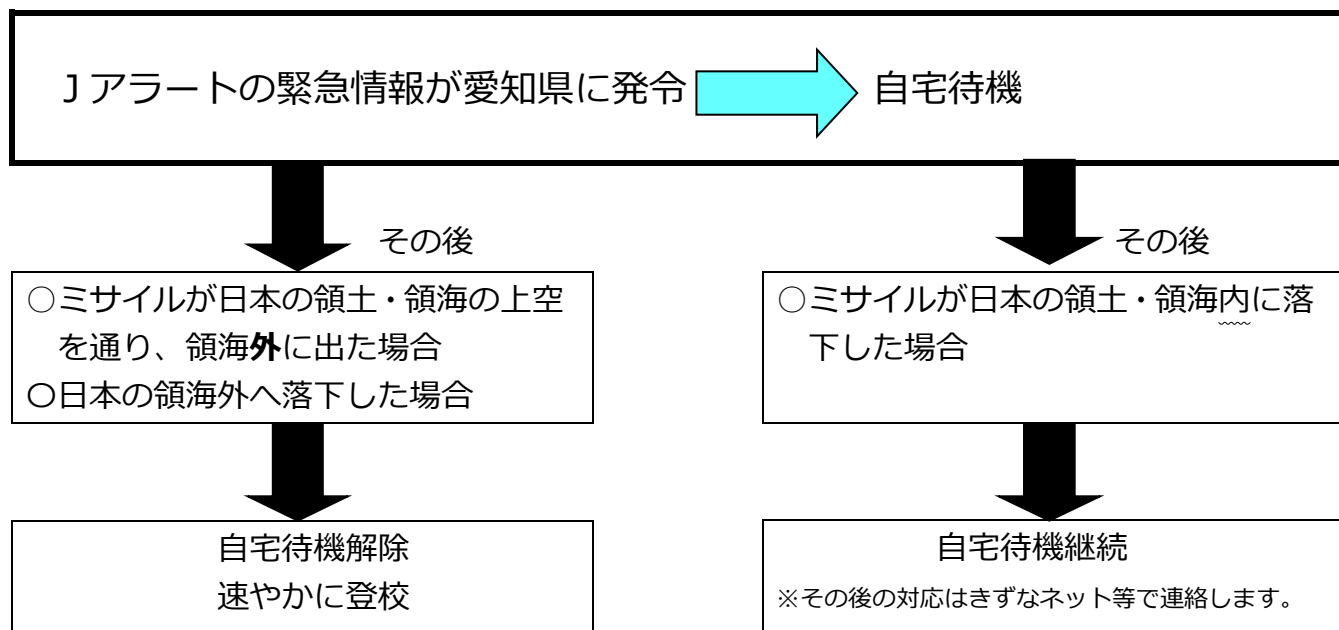 Jアラートの緊急情報が愛知県に発令 自宅待機
その後
○ミサイルが日本の領土・領海の上空
を通り、領海外に出た場合
〇日本の領海外へ落下した場合
自宅待機解除
速やかに登校
その後
○ミサイルが日本の領土・領海内に落
下した場合
自宅待機継続
※その後の対応はきずなネット等で連絡します。